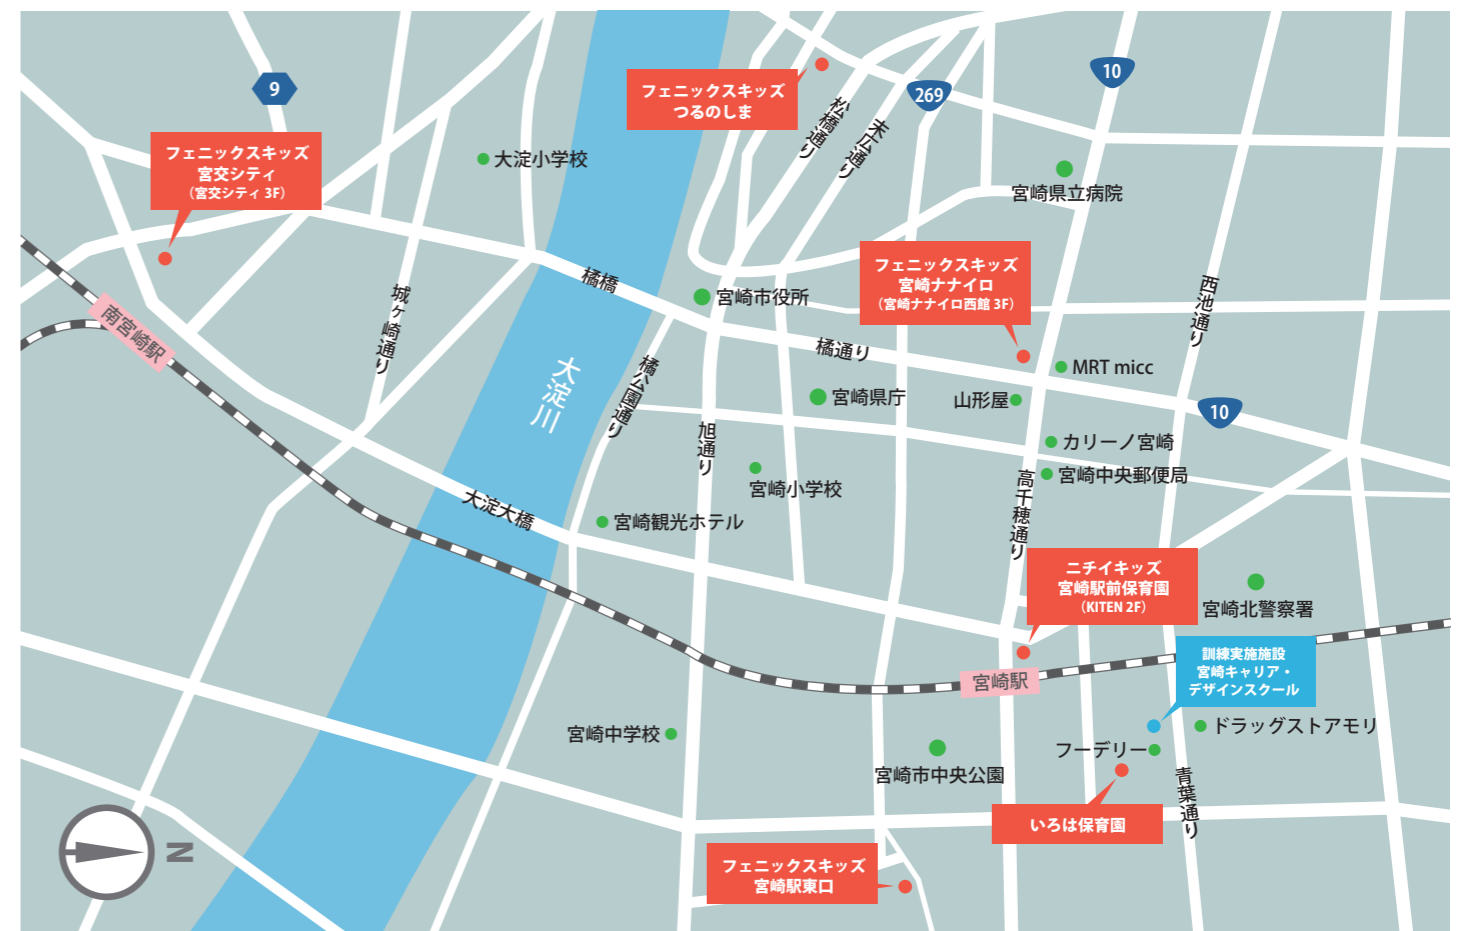 9
フェニックスキッズ
つるのしま
269
10
フェニックスキッズ
宮交シティ
（宮交シティ 3F）
大淀小学校
松橋通り
末広通り
宮崎県立病院
フェニックスキッズ
宮崎ナナイロ
（宮崎ナナイロ西館 3F）
橘橋
宮崎市役所
城ヶ崎通り
西池通り
南宮崎駅
橘通り
MRT micc
大淀川
橘公園通り
宮崎県庁
山形屋
10
旭通り
カリーノ宮崎
宮崎中央郵便局
宮崎小学校
高千穂通り
大淀大橋
宮崎観光ホテル
ニチイキッズ
宮崎駅前保育園
（KITEN 2F）
宮崎北警察署
訓練実施施設
宮崎キャリア・
デザインスクール
宮崎駅
ドラッグストアモリ
宮崎中学校
フーデリー
宮崎市中央公園
青葉通り
いろは保育園
N
フェニックスキッズ
宮崎駅東口